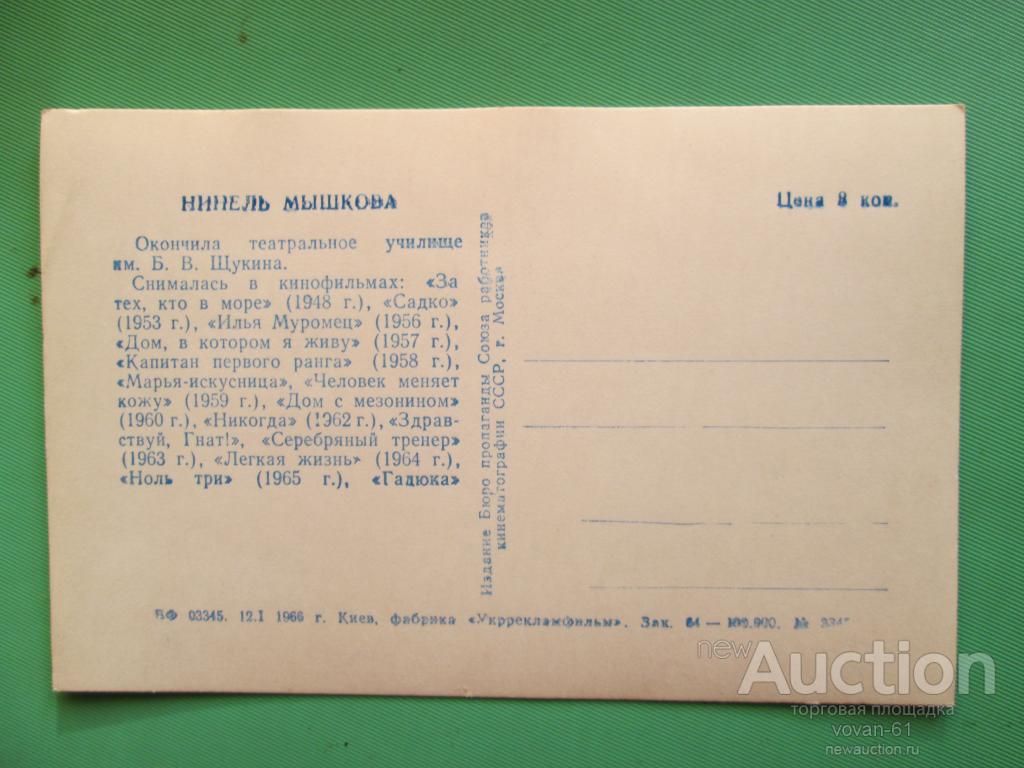 НИНЕЛЬ МЫШКОВА
Окончила театральное училище
им. Б. В. Щукина.
Снималась в кинофильмах: «За
тех, кто в море» (1948 г.), «Садко»
(1953 г.), «Илья Муромец» (1956 г.),
«Дом, в котором я живу» (1957 г.),
«Капитан первого ранга» (1958 г.),
«Марья-искусница», «Человек меняет
кожу» (1959 г.), «Дом с мезонином»
(1960 г.), «Никогда» (1962 г.), «Здрав-
ствуй, Гнат!», «Серебряный тренер»
(1963 г.), «Легкая жизнь» (1964 г.),
«Ноль три» (1965 г.), «Гадюка»
Издание Бюро пропаганды Союза работников
кинематографии СССР, г. Москва
Цена 8 коп.
БФ 03345. 12.I 1966 г. Киев, фабрика «Укррекламфильм». Зак. 64 — 100.000. №
newAuction
торговая площадка
vovan-61
newauction.ru